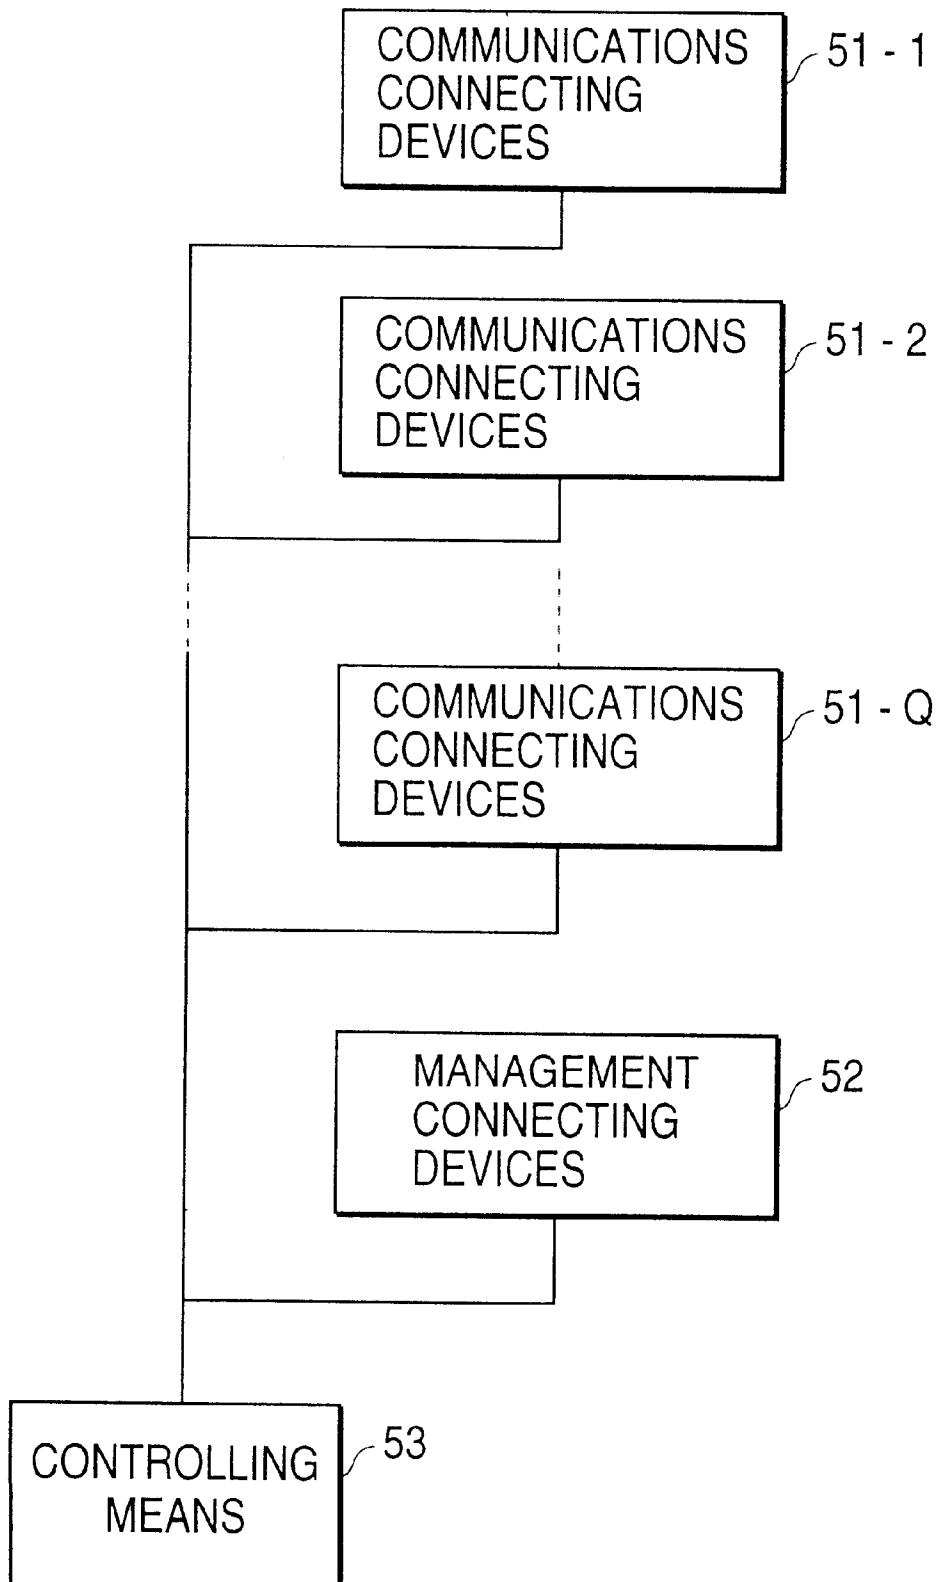 COMMUNICATIONS
CONNECTING
DEVICES
51 - 1
COMMUNICATIONS
CONNECTING
DEVICES
51 - 2
COMMUNICATIONS
CONNECTING
DEVICES
51 - Q
MANAGEMENT
CONNECTING
DEVICES
52
CONTROLLING
MEANS
53